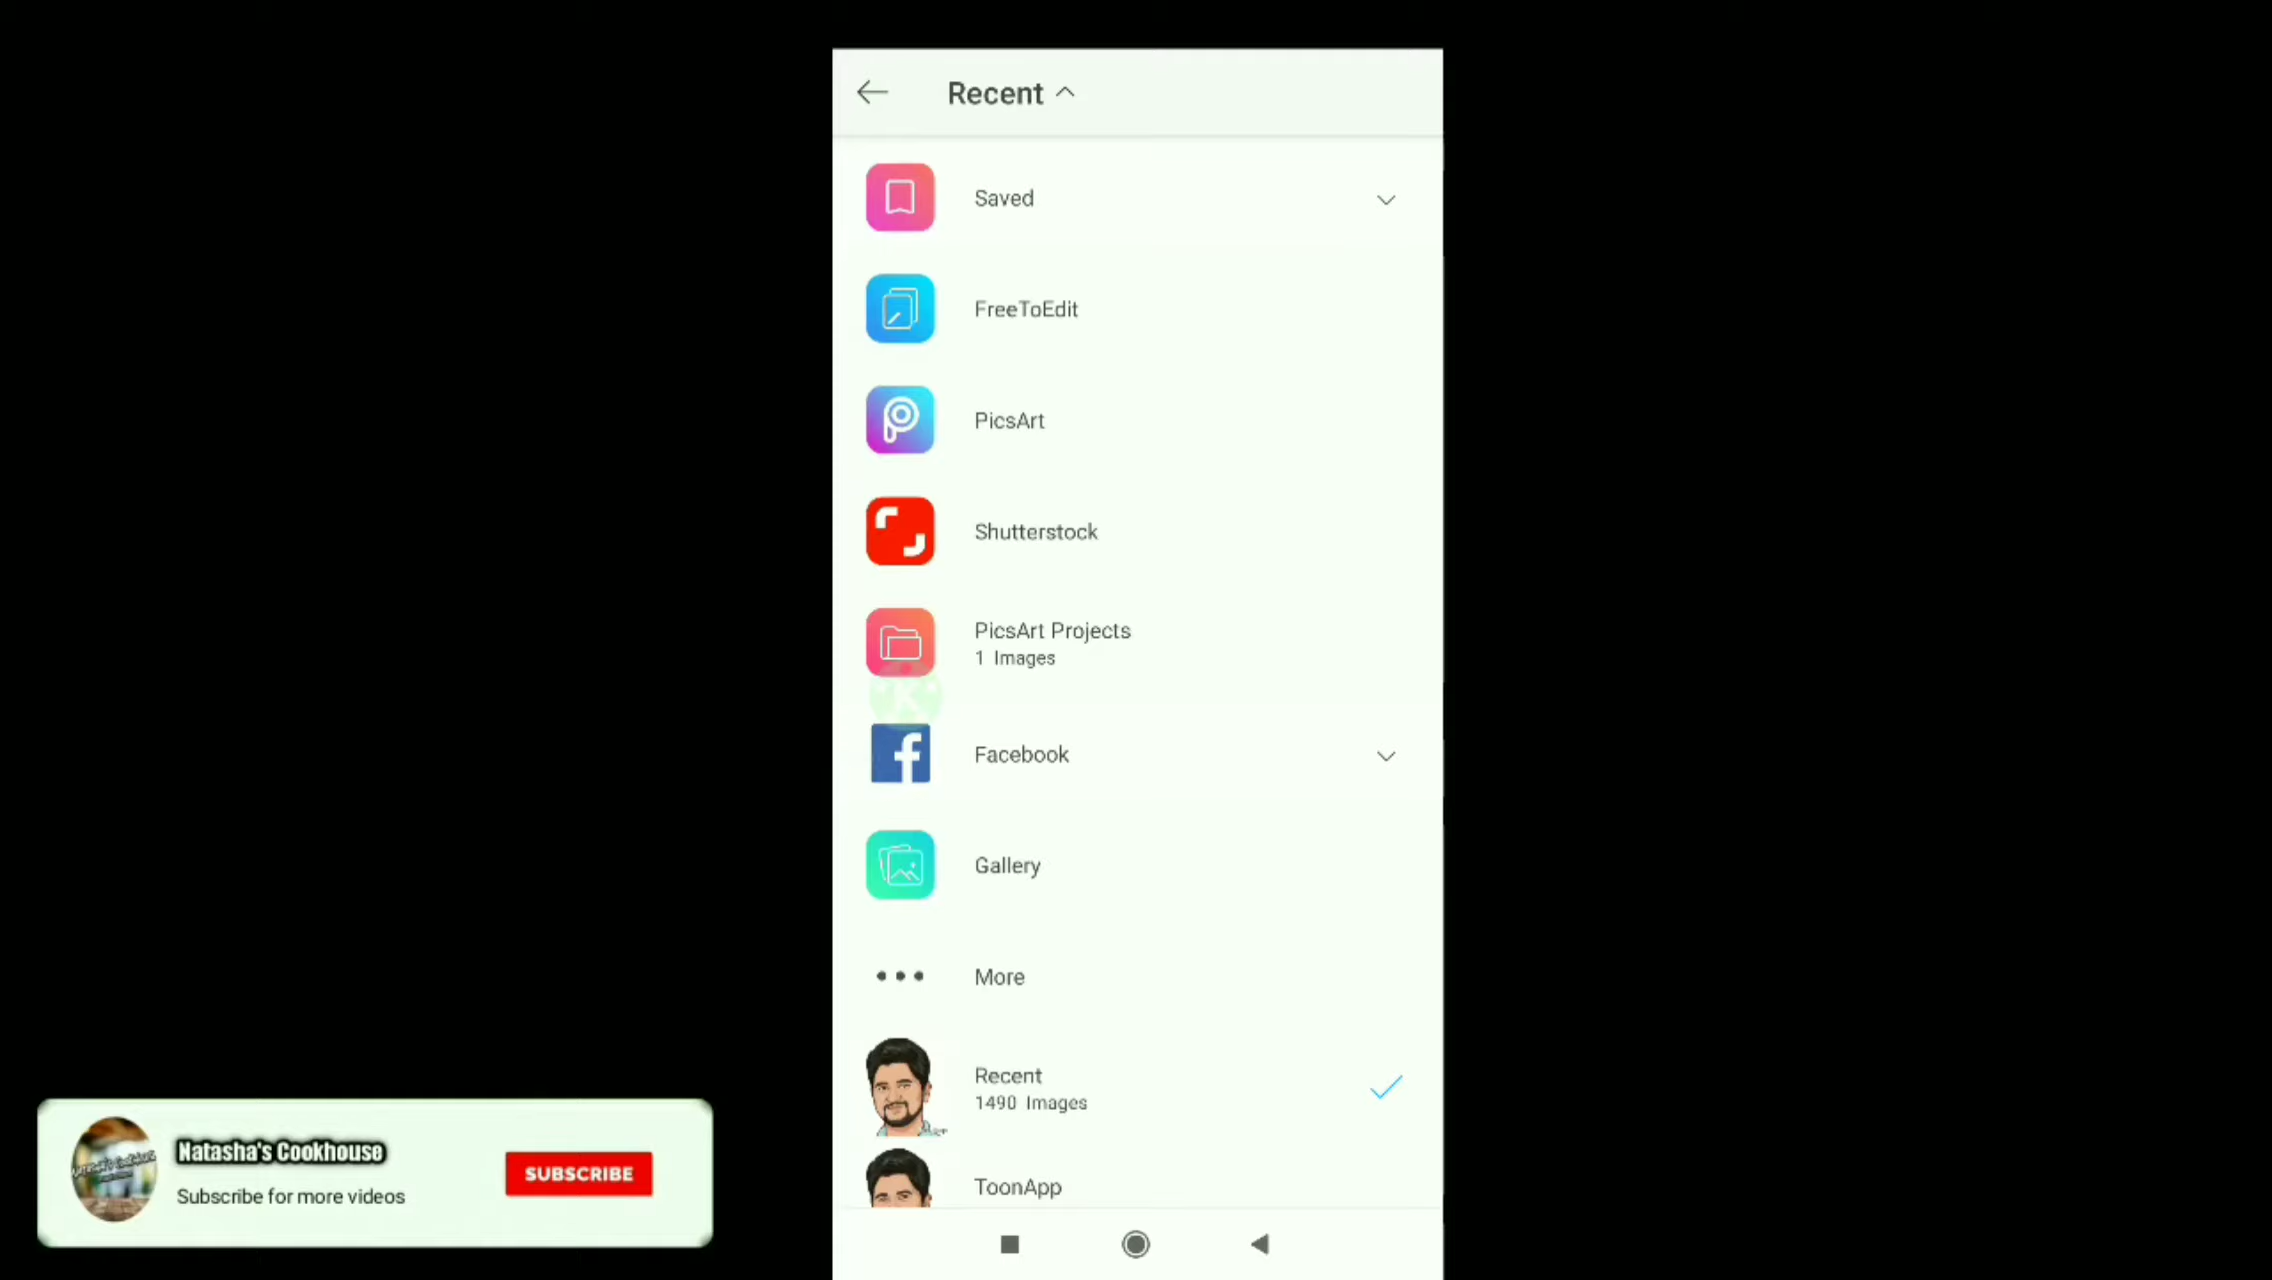 Recent
Saved
FreeToEdit
PicsArt
Shutterstock
PicsArt Projects
1 Images
Facebook
Gallery
More
Recent
1490 Images
ToonApp
Natasha's Cookhouse
Subscribe for more videos
SUBSCRIBE